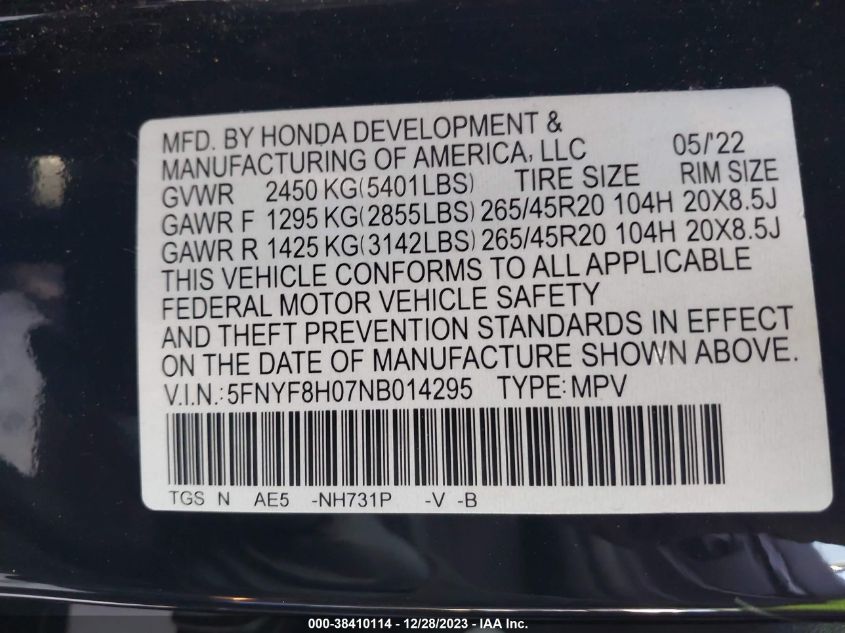 MFD. BY HONDA DEVELOPMENT &
MANUFACTURING OF AMERICA, LLC 05/'22
GVWR 2450 KG(5401LBS) TIRE SIZE RIM SIZE
GAWR F 1295 KG(2855LBS) 265/45R20 104H 20X8.5J
GAWR R 1425 KG(3142LBS) 265/45R20 104H 20X8.5J
THIS VEHICLE CONFORMS TO ALL APPLICABLE
FEDERAL MOTOR VEHICLE SAFETY
AND THEFT PREVENTION STANDARDS IN EFFECT
ON THE DATE OF MANUFACTURE SHOWN ABOVE.
V.I.N.:5FNYF8H07NB014295 TYPE: MPV
TGS N AE5 -NH731P -V -B
000-38410114 - 12/28/2023 - IAA Inc.